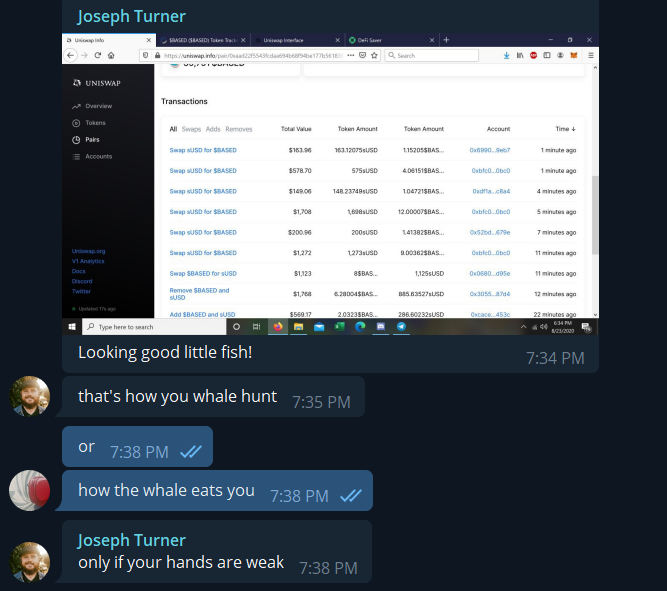 Joseph Turner
Uniswap Info
$BASED ($BASED) Token Track
Uniswap Interface
DeFi Saver
Search
UNISWAP
Overview
Tokens
Pairs
Accounts
Uniswap.org
V1 Analytics
Docs
Discord
Twitter
Updated 17s ago
Transactions
All Swaps Adds Removes Total Value Token Amount Token Amount Account Time ↓
Swap sUSD for $BASED $163.96 163.12075sUSD 1.15205$BAS... 0x6990...9eb7 1 minute ago
Swap sUSD for $BASED $578.70 575sUSD 4.06151$BAS... 0xbfc0...0bc0 1 minute ago
Swap sUSD for $BASED $149.06 148.23749sUSD 1.04721$BAS... 0xdf1a...c8a4 4 minutes ago
Swap sUSD for $BASED $1,708 1,698sUSD 12.00007$BAS... 0xbfc0...0bc0 5 minutes ago
Swap sUSD for $BASED $200.96 200sUSD 1.41382$BAS... 0x52bd...679e 7 minutes ago
Swap sUSD for $BASED $1,272 1,273sUSD 9.00362$BAS... 0xbfc0...0bc0 11 minutes ago
Swap $BASED for sUSD $1,123 8$BAS... 1,125sUSD 0x0680...d95e 11 minutes ago
Remove $BASED and
sUSD $1,768 6.28004$BAS... 885.63527sUSD 0x3055...87d4 12 minutes ago
Add $BASED and sUSD $569.17 2.0323$BAS... 286.60232sUSD 0xcace...453c 22 minutes ago
Type here to search
6:34 PM
8/23/2020
Looking good little fish! 7:34 PM
that's how you whale hunt 7:35 PM
or 7:38 PM
how the whale eats you 7:38 PM
Joseph Turner
only if your hands are weak 7:38 PM